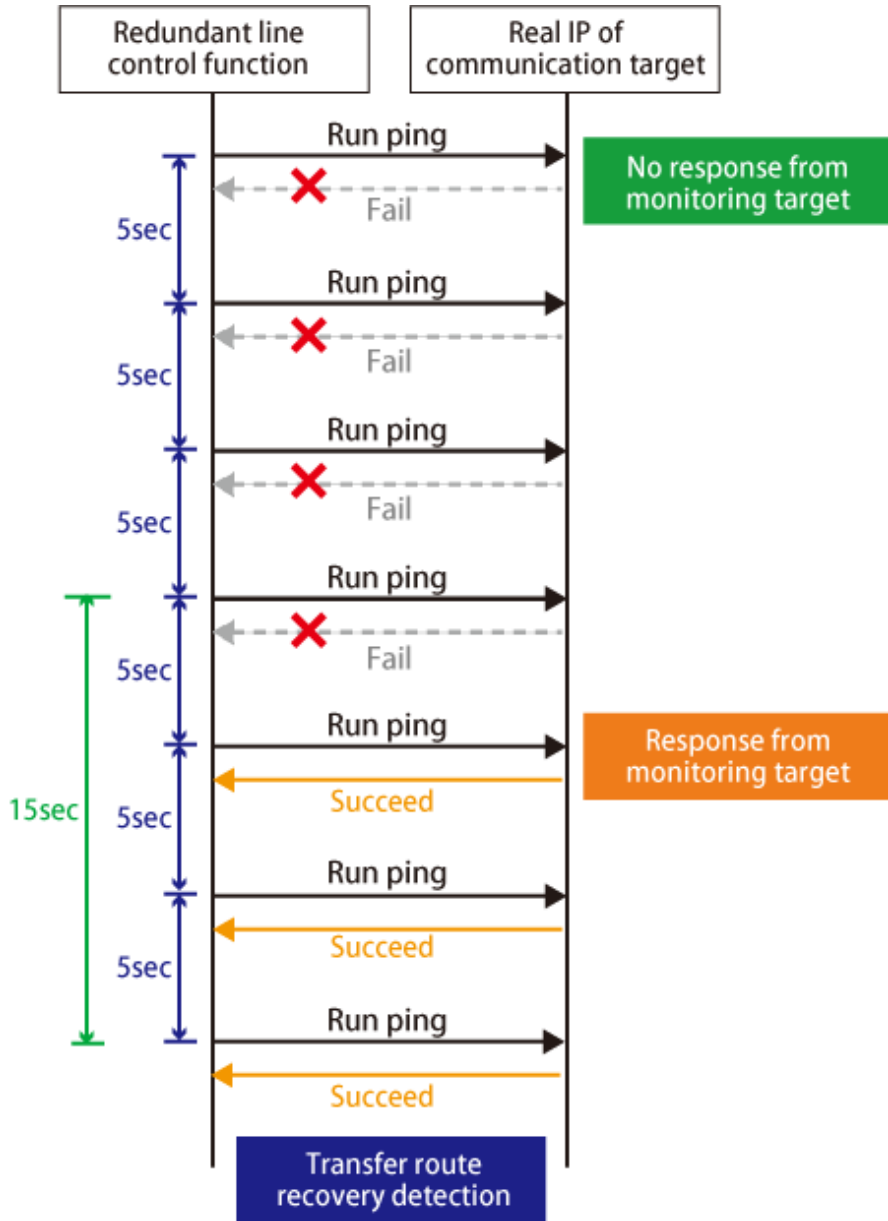 Redundant line
control function
Real IP of
communication target
Run ping
No response from
monitoring target
Fail
5sec
Run ping
Fail
5sec
Run ping
Fail
5sec
Run ping
Fail
5sec
Run ping
Response from
monitoring target
Succeed
15sec
5sec
Run ping
Succeed
5sec
Run ping
Succeed
Transfer route
recovery detection